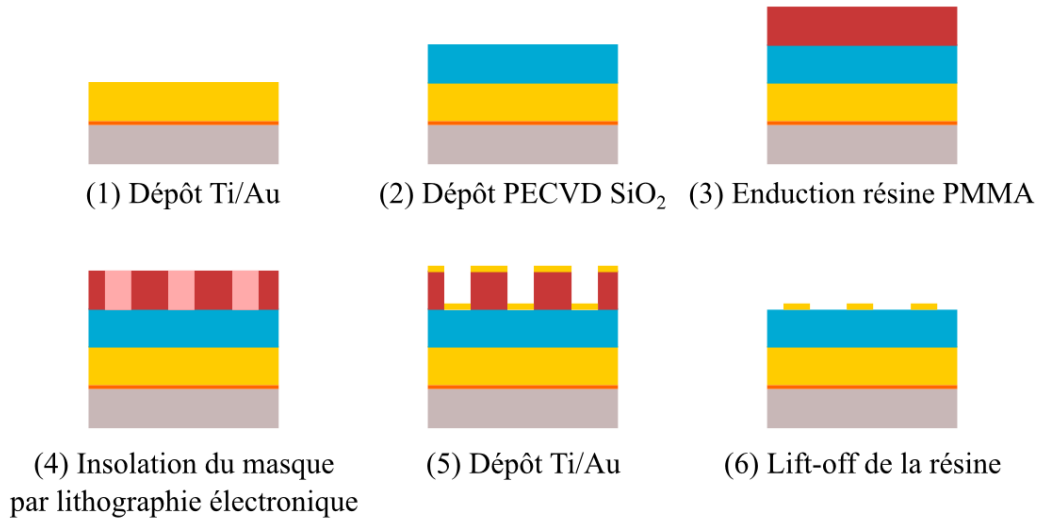 (1) Dépôt Ti/Au
(2) Dépôt PECVD SiO₂
(3) Enduction résine PMMA
(4) Insolation du masque
par lithographie électronique
(5) Dépôt Ti/Au
(6) Lift-off de la résine